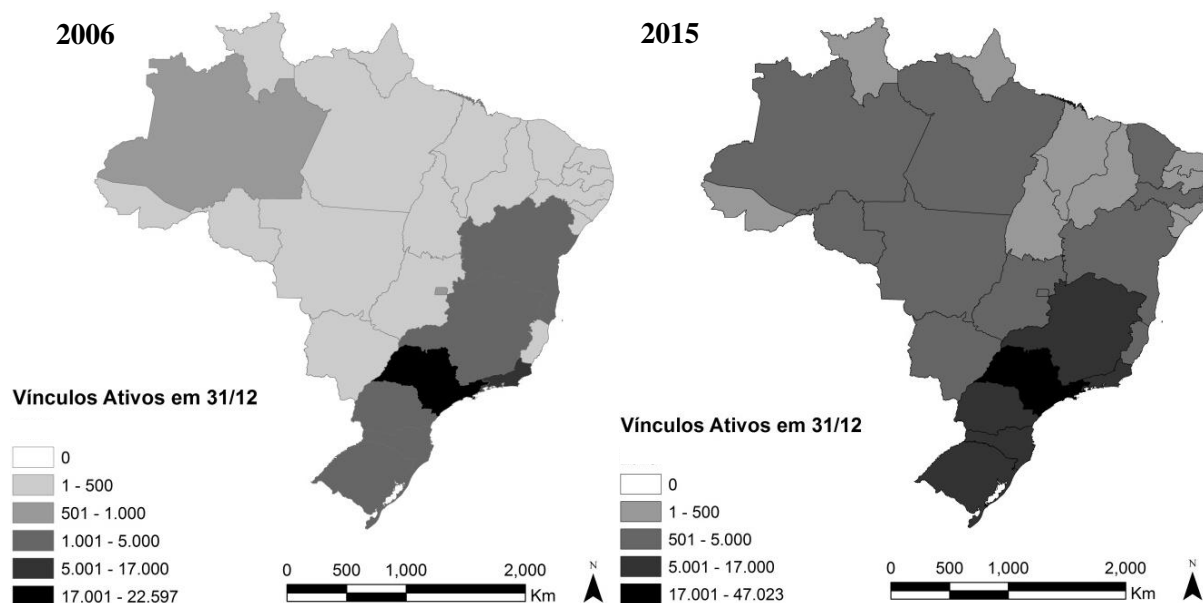 2006
Vínculos Ativos em 31/12
0
1 - 500
501 - 1.000
1.001 - 5.000
5.001 - 17.000
17.001 - 22.597
0 500 1,000 2,000
Km
N
2015
Vínculos Ativos em 31/12
0
1 - 500
501 - 5.000
5.001 - 17.000
17.001 - 47.023
0 500 1,000 2,000
Km
N